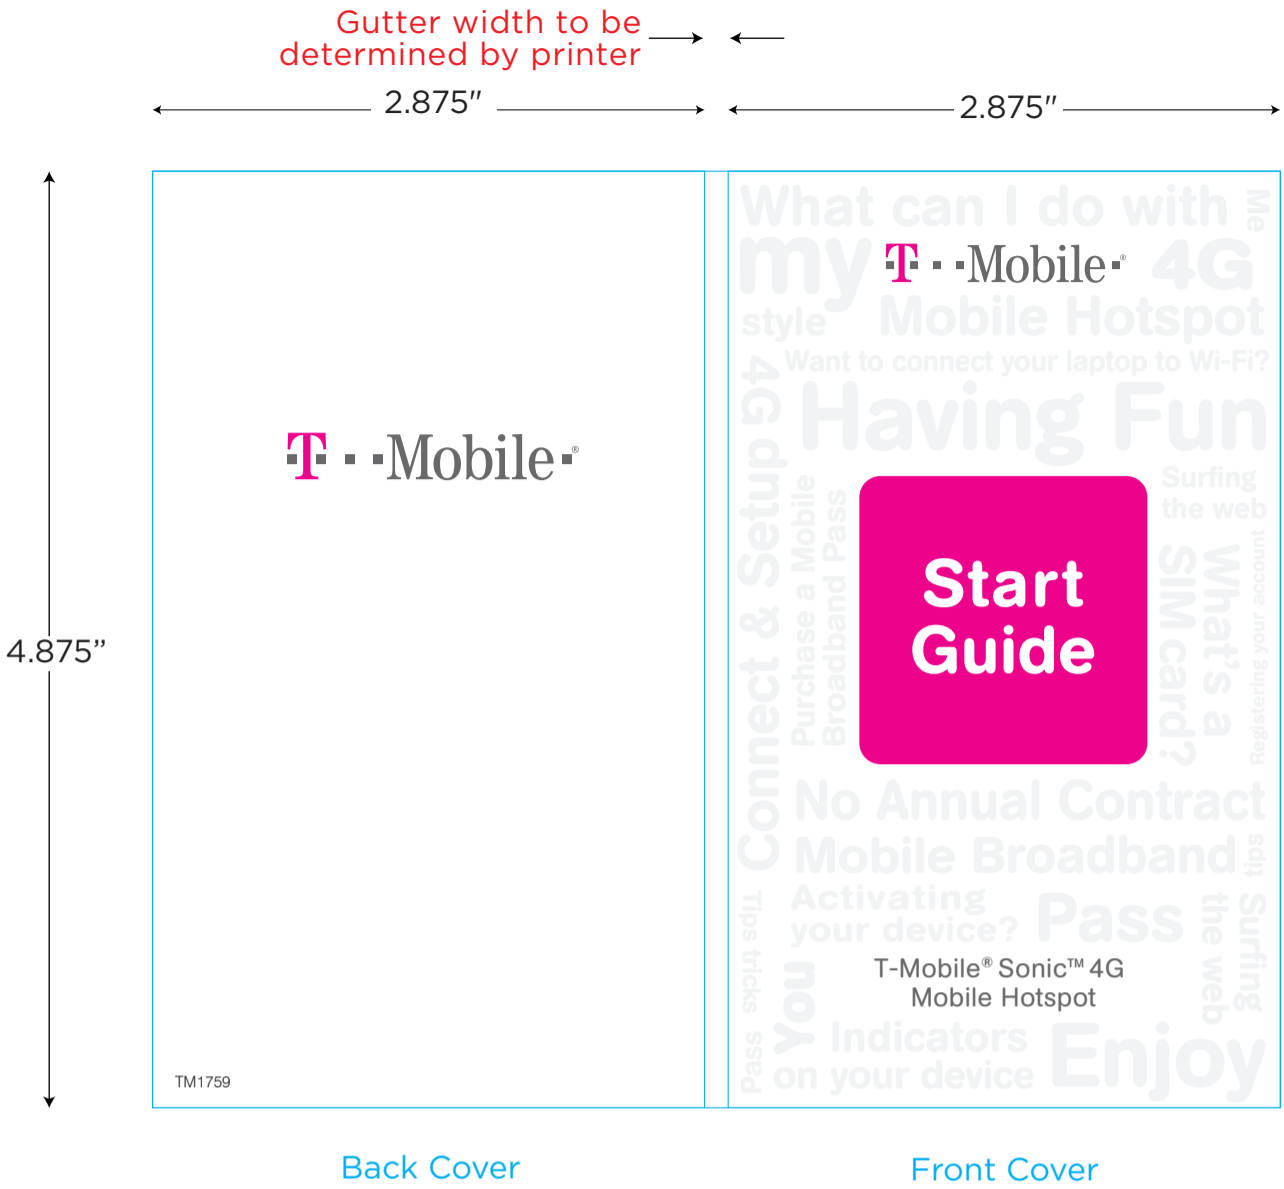 Gutter width to be
determined by printer
2.875"
2.875"
4.875”
T··Mobile·®
TM1759
Back Cover
What can I do with
Me
my
T··Mobile·®
4G
style
Mobile Hotspot
Want to connect your laptop to Wi-Fi?
Having Fun
Connect & Setup 4G
Purchase a Mobile
Broadband Pass
Surfing
the web
Start
Guide
What's a
SIM card?
Registering your account
No Annual Contract
Mobile Broadband
tips
Activating
your device?
Pass
Surfing
the web
Tips tricks
You
T-Mobile® Sonic™ 4G
Mobile Hotspot
Pass
Indicators
on your device
Enjoy
Front Cover